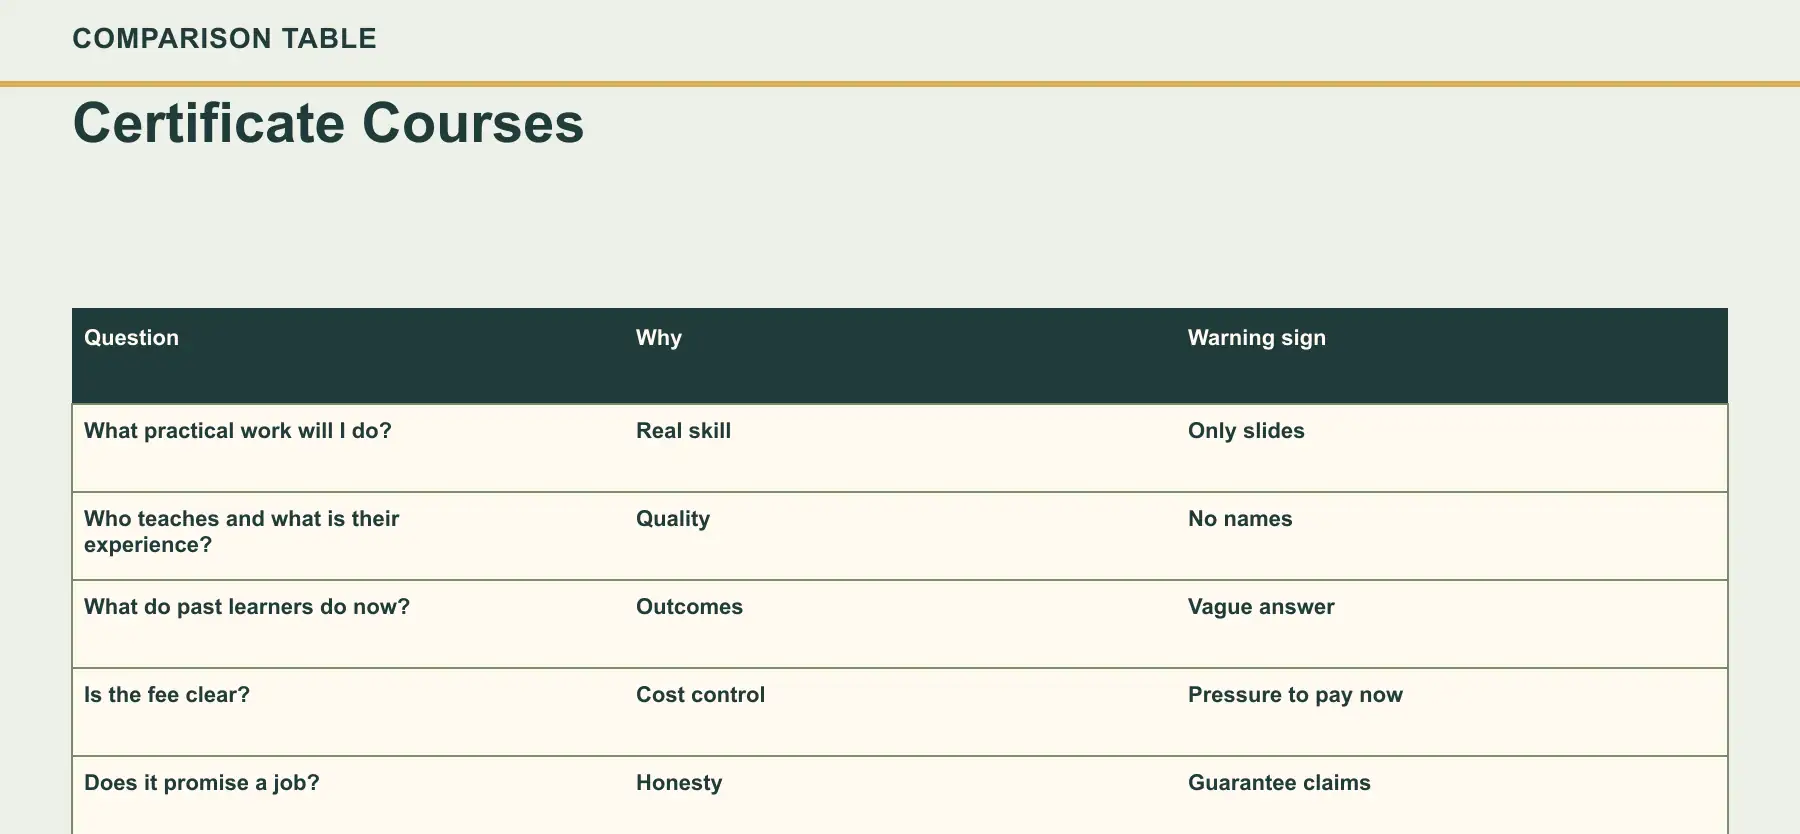 COMPARISON TABLE
Certificate Courses
Question Why Warning sign
What practical work will I do? Real skill Only slides
Who teaches and what is their Quality No names
experience?
What do past learners do now? Outcomes Vague answer
Is the fee clear? Cost control Pressure to pay now
Does it promise a job? Honesty Guarantee claims